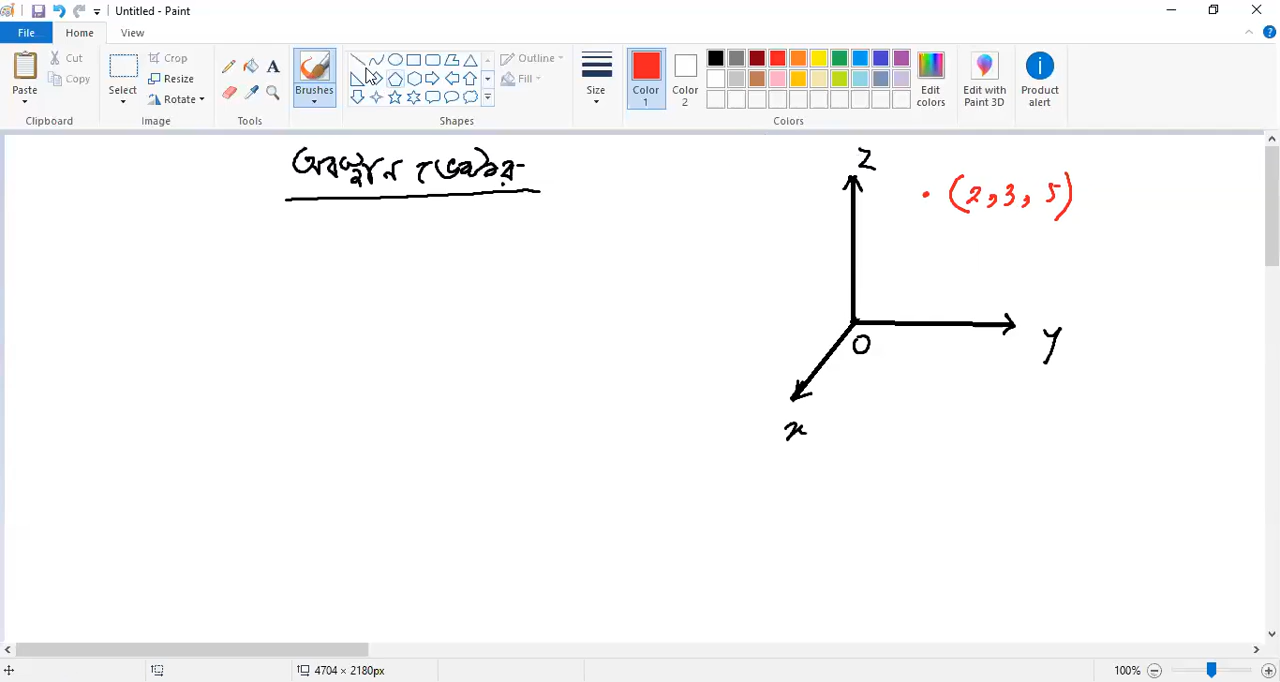 Untitled - Paint
File Home View
Paste Cut Copy Select Crop Resize Rotate A Brushes Outline Fill Size Color 1 Color 2 Edit colors Edit with Paint 3D Product alert
Clipboard Image Tools Shapes Colors
z
(2, 3, 5)
O
y
x
4704 × 2180px 100%